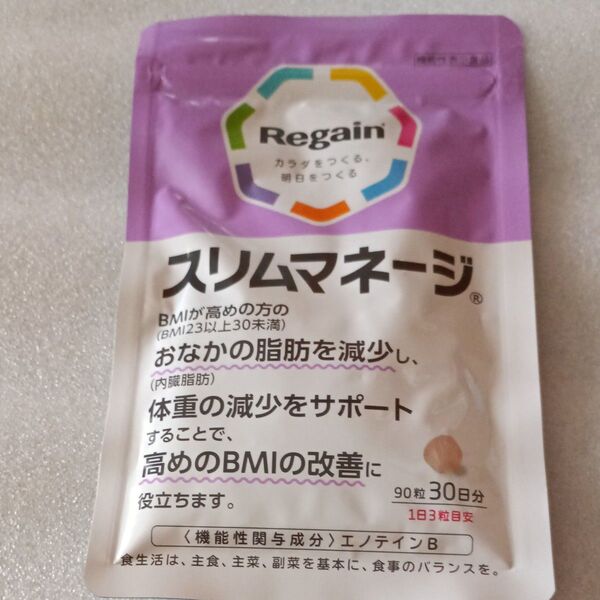 機能性表示食品
Regain
カラダをつくる、
明日をつくる
スリムマネージ®
BMIが高めの方の
(BMI23以上30未満)
おなかの脂肪を減少し、
(内臓脂肪)
体重の減少をサポート
することで、
高めのBMIの改善に
役立ちます。
90粒30日分
1日3粒目安
〈機能性関与成分〉エノテインB
食生活は、主食、主菜、副菜を基本に、食事のバランスを。